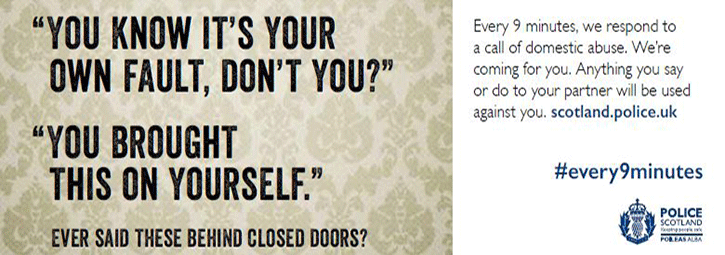 “YOU KNOW IT’S YOUR
OWN FAULT, DON’T YOU?”
“YOU BROUGHT
THIS ON YOURSELF.”
EVER SAID THESE BEHIND CLOSED DOORS?
Every 9 minutes, we respond to
a call of domestic abuse. We’re
coming for you. Anything you say
or do to your partner will be used
against you. scotland.police.uk
#every9minutes
POLICE
SCOTLAND
Keeping people safe
POILEAS ALBA